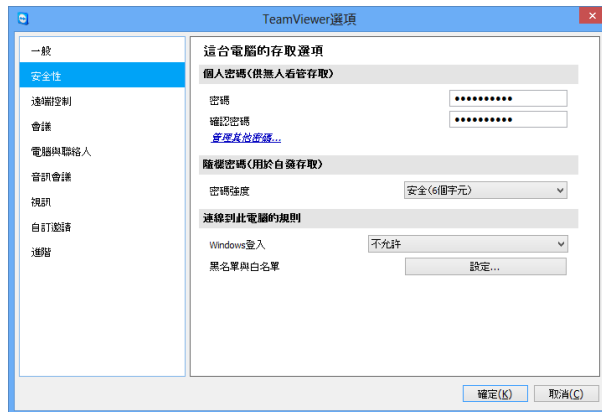 TeamViewer選項
一般
安全性
遠端控制
會議
電腦與聯絡人
音訊會議
視訊
自訂邀請
進階
這台電腦的存取選項
個人密碼(供無人看管存取)
密碼 ••••••••••
確認密碼 ••••••••••
管理其他密碼...
隨機密碼(用於自發存取)
密碼強度 安全(6個字元)
連線到此電腦的規則
Windows登入 不允許
黑名單與白名單 設定...
確定(K) 取消(C)